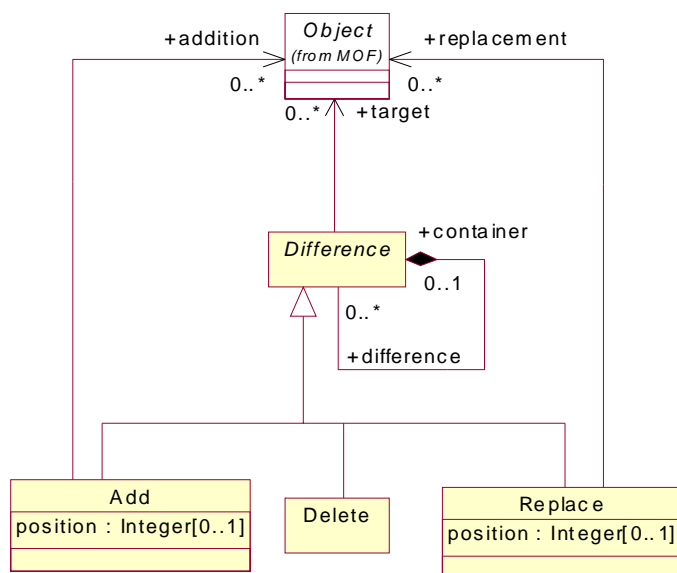 Object
(from MOF)
+addition
0..*
+replacement
0..*
0..*
+target
Difference
+container
0..1
0..*
+difference
Add
position : Integer[0..1]
Delete
Replace
position : Integer[0..1]